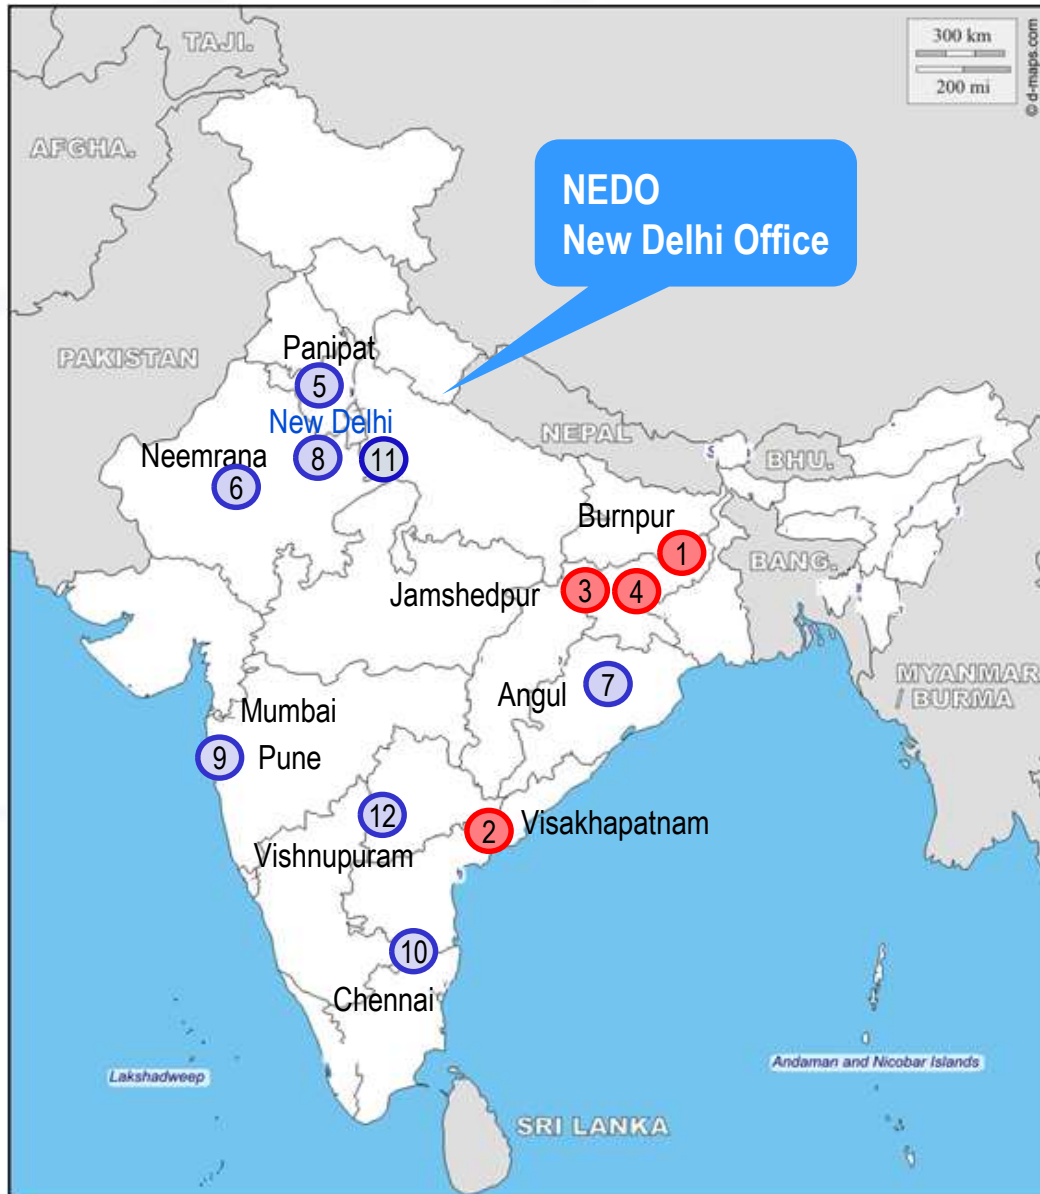 TAJI.
300 km
200 mi
© d-maps.com
AFGHA.
NEDO
New Delhi Office
PAKISTAN
Panipat
5
New Delhi
NEPAL
Neemrana
8
11
BHU.
6
Burnpur
1
BANG.
Jamshedpur
3
4
MYANMAR
/ BURMA
Angul
7
Mumbai
9
Pune
12
2
Visakhapatnam
Vishnupuram
10
Chennai
Lakshadweep
Andaman and Nicobar Islands
SRI LANKA